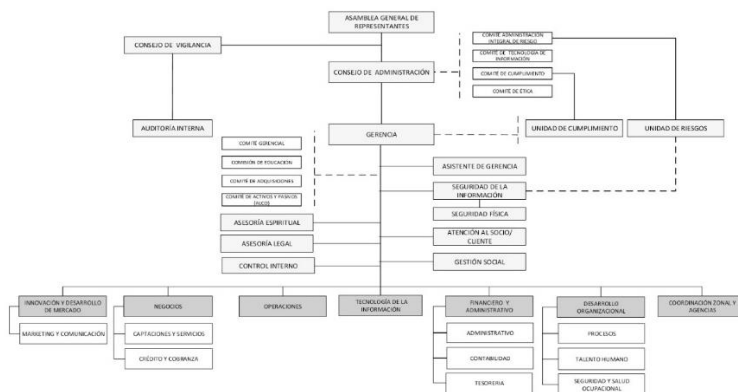 ASAMBLEA GENERAL DE
REPRESENTANTES
CONSEJO DE VIGILANCIA
COMITÉ ADMINISTRACIÓN
INTEGRAL DE RIESGO
COMITÉ DE TECNOLOGÍA DE
INFORMACIÓN
CONSEJO DE ADMINISTRACIÓN
COMITÉ DE CUMPLIMIENTO
COMITÉ DE ÉTICA
AUDITORÍA INTERNA
GERENCIA
UNIDAD DE CUMPLIMIENTO
UNIDAD DE RIESGOS
COMITÉ GERENCIAL
COMISIÓN DE EDUCACIÓN
COMITÉ DE ADQUISICIONES
COMITÉ DE ACTIVOS Y PASIVOS
(ALCO)
ASISTENTE DE GERENCIA
SEGURIDAD DE LA
INFORMACIÓN
SEGURIDAD FÍSICA
ASESORÍA ESPIRITUAL
ATENCIÓN AL SOCIO/
CLIENTE
ASESORÍA LEGAL
CONTROL INTERNO
GESTIÓN SOCIAL
INNOVACIÓN Y DESARROLLO
DE MERCADO
NEGOCIOS
OPERACIONES
TECNOLOGÍA DE LA
INFORMACIÓN
FINANCIERO Y
ADMINISTRATIVO
DESARROLLO
ORGANIZACIONAL
COORDINACIÓN ZONAL Y
AGENCIAS
MARKETING Y COMUNICACIÓN
CAPTACIONES Y SERVICIOS
ADMINISTRATIVO
PROCESOS
CRÉDITO Y COBRANZA
CONTABILIDAD
TALENTO HUMANO
TESORERIA
SEGURIDAD Y SALUD
OCUPACIONAL